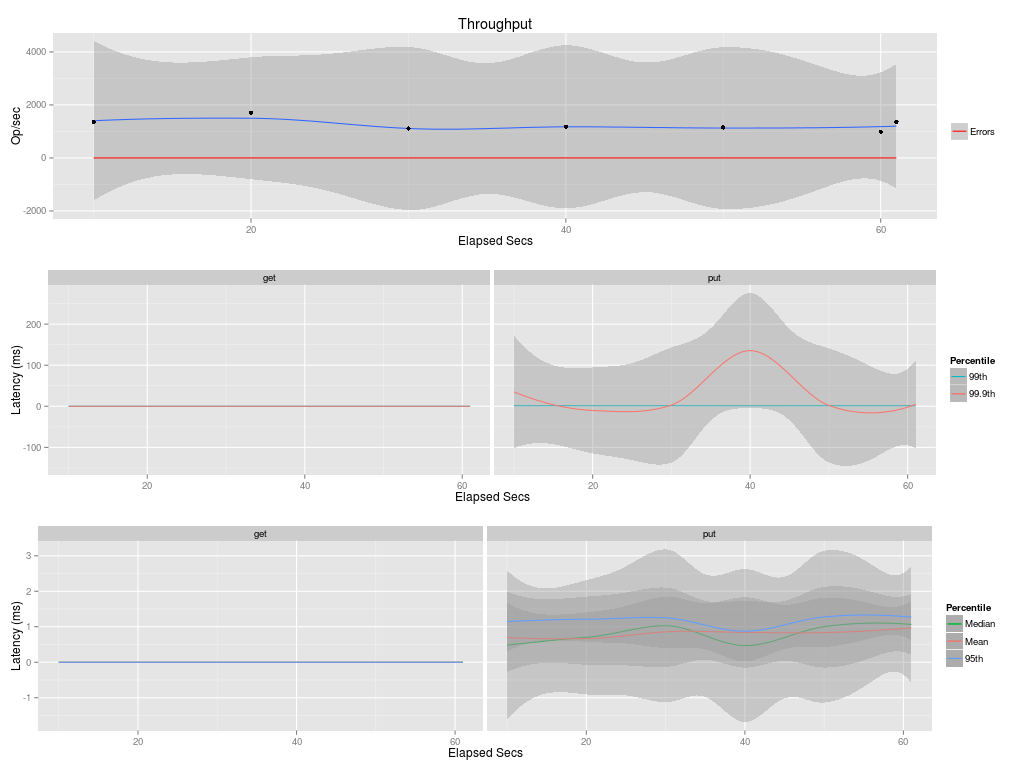 Throughput
Op/sec
4000
2000
0
-2000
20 40 60
Elapsed Secs
Errors
get put
Latency (ms)
200
100
0
-100
20 40 60 20 40 60
Elapsed Secs
Percentile
99th
99.9th
get put
Latency (ms)
3
2
1
0
-1
20 40 60 20 40 60
Elapsed Secs
Percentile
Median
Mean
95th